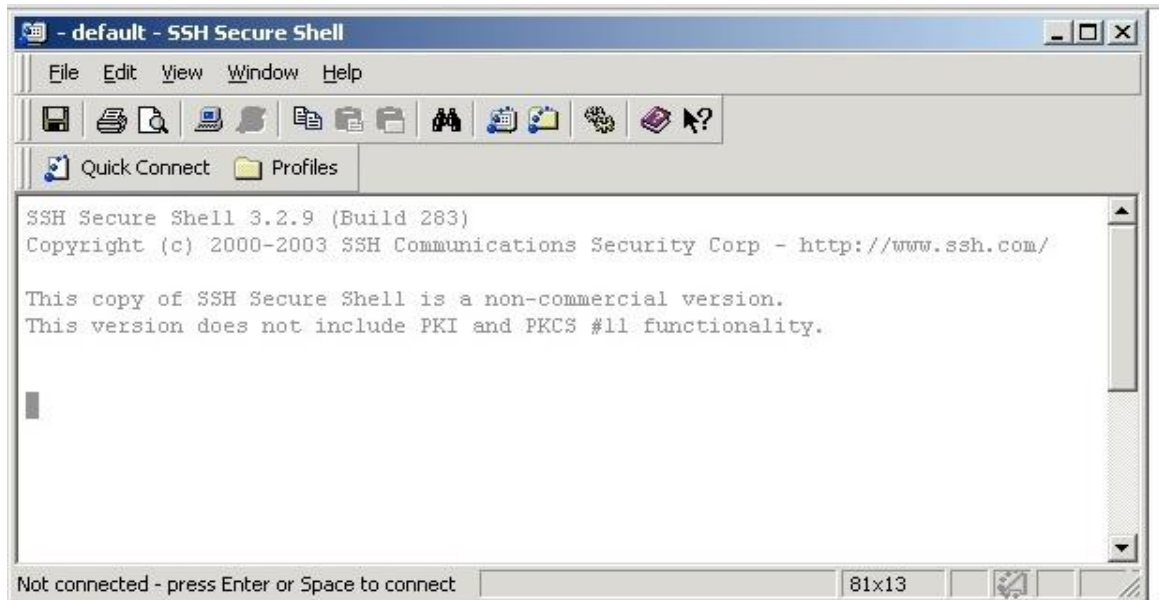 - default - SSH Secure Shell
File Edit View Window Help
Quick Connect Profiles
SSH Secure Shell 3.2.9 (Build 283)
Copyright (c) 2000-2003 SSH Communications Security Corp - http://www.ssh.com/
This copy of SSH Secure Shell is a non-commercial version.
This version does not include PKI and PKCS #11 functionality.
Not connected - press Enter or Space to connect 81x13